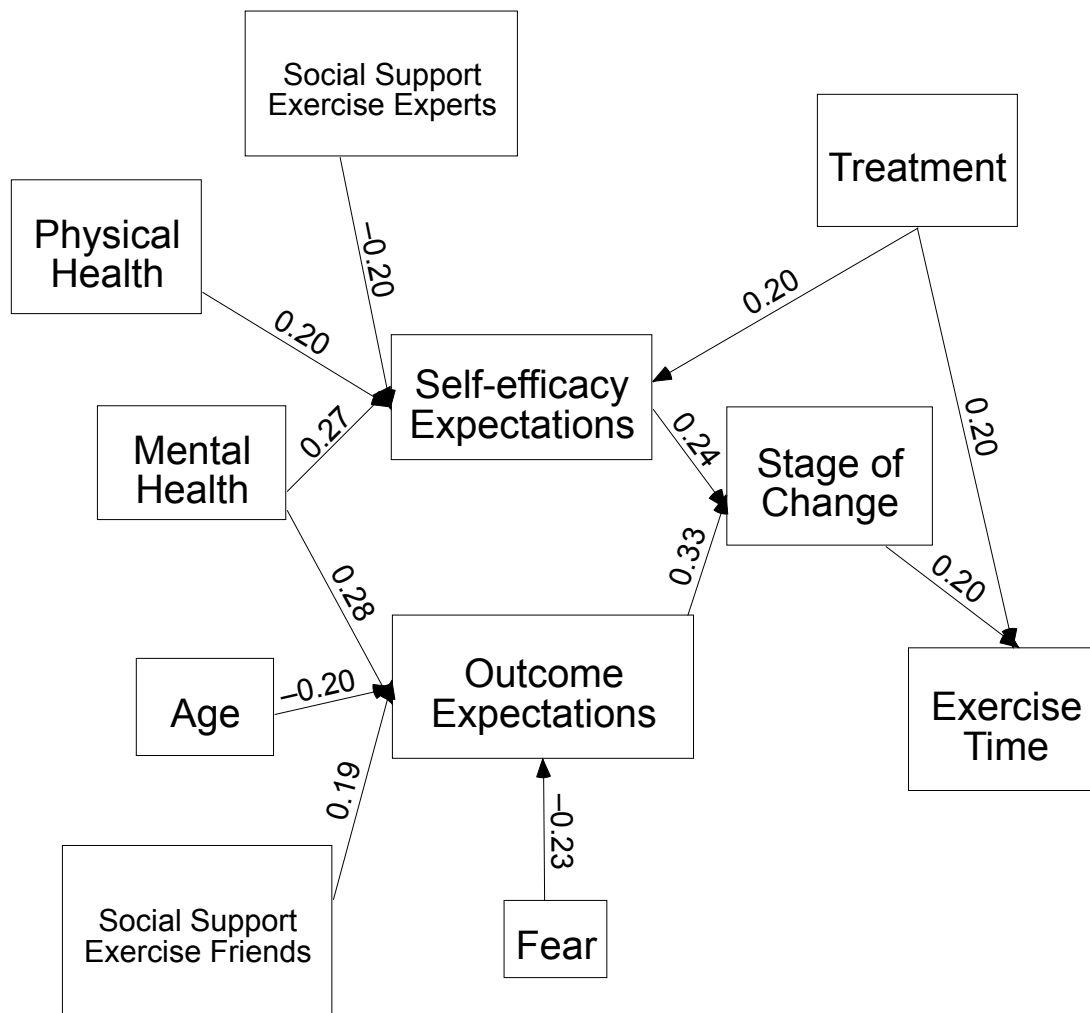 Social Support
Exercise Experts
Treatment
Physical
Health
–0.20
0.20
0.20
Self-efficacy
Expectations
Mental
Health
0.27
0.24
0.20
Stage of
Change
0.28
0.33
0.20
Age
–0.20
Outcome
Expectations
Exercise
Time
0.19
–0.23
Social Support
Exercise Friends
Fear